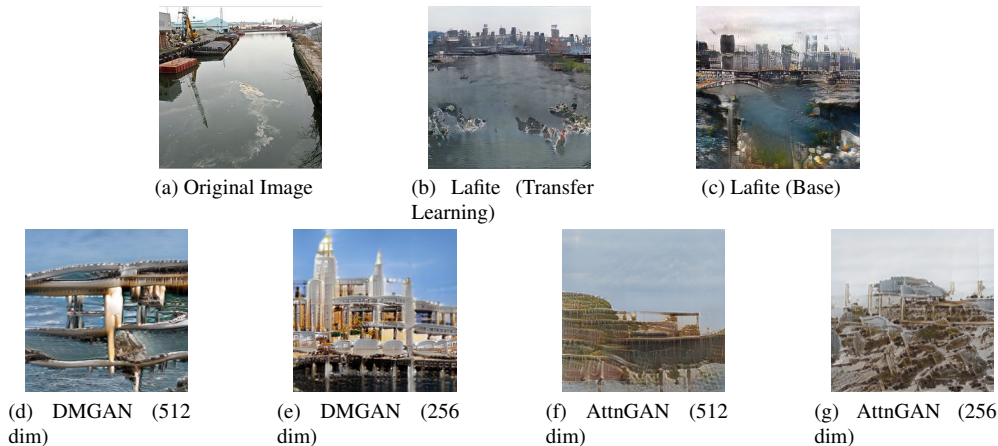 (a) Original Image
(b) Lafite (Transfer
Learning)
(c) Lafite (Base)
(d) DMGAN (512
dim)
(e) DMGAN (256
dim)
(f) AttnGAN (512
dim)
(g) AttnGAN (256
dim)